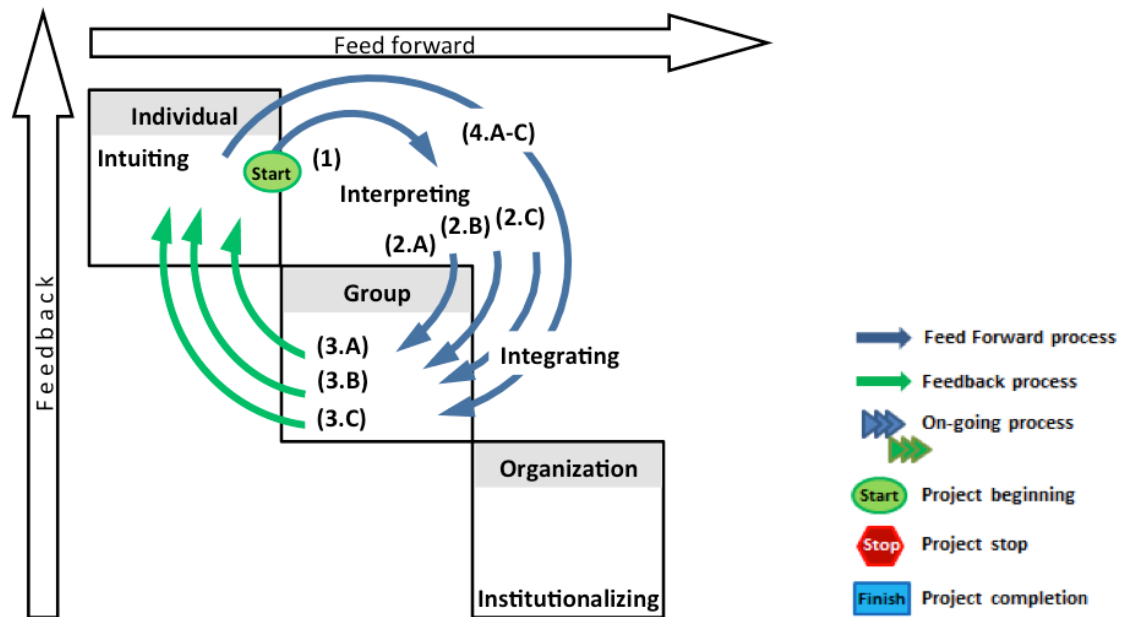 Feed forward
Feedback
Individual
Intuiting
Start
(1)
(4.A-C)
Interpreting
(2.A)
(2.B)
(2.C)
Group
(3.A)
(3.B)
(3.C)
Integrating
Organization
Institutionalizing
Feed Forward process
Feedback process
On-going process
Start
Project beginning
Stop
Project stop
Finish
Project completion